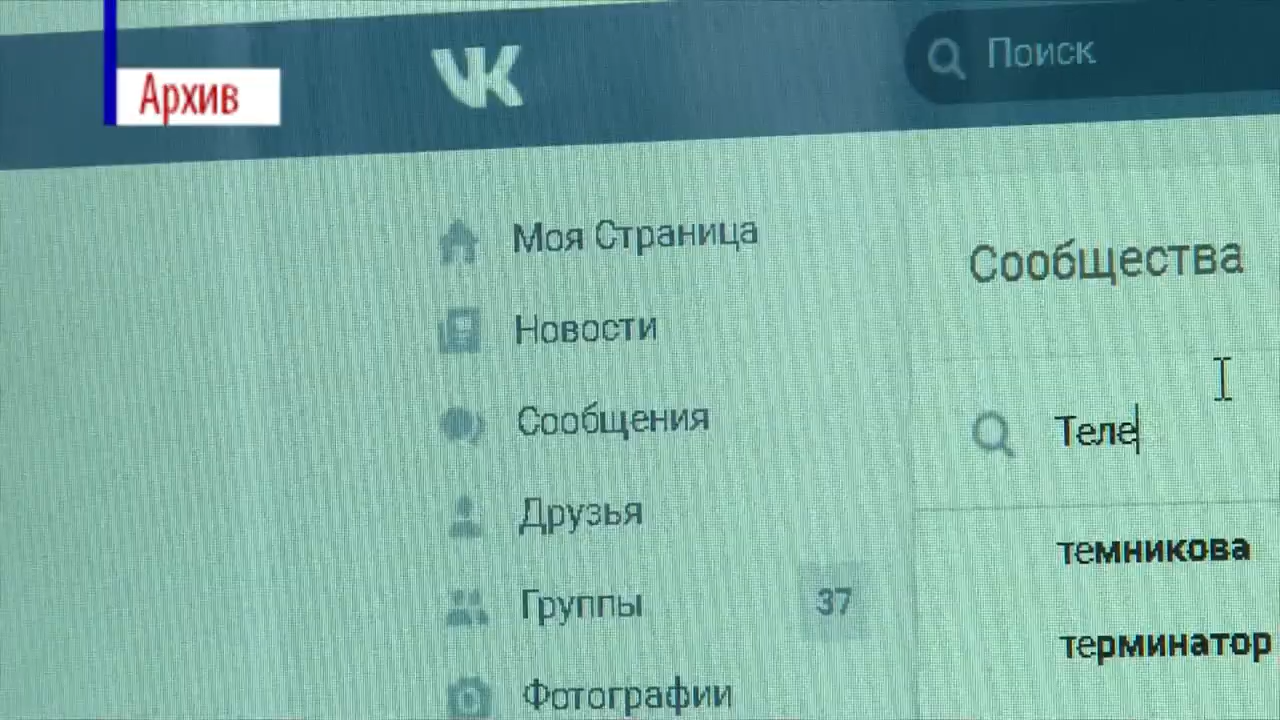 Архив
VK
Поиск
Моя Страница
Новости
Сообщения
Друзья
Группы 37
Фотографии
Сообщества
Теле
темникова
терминатор